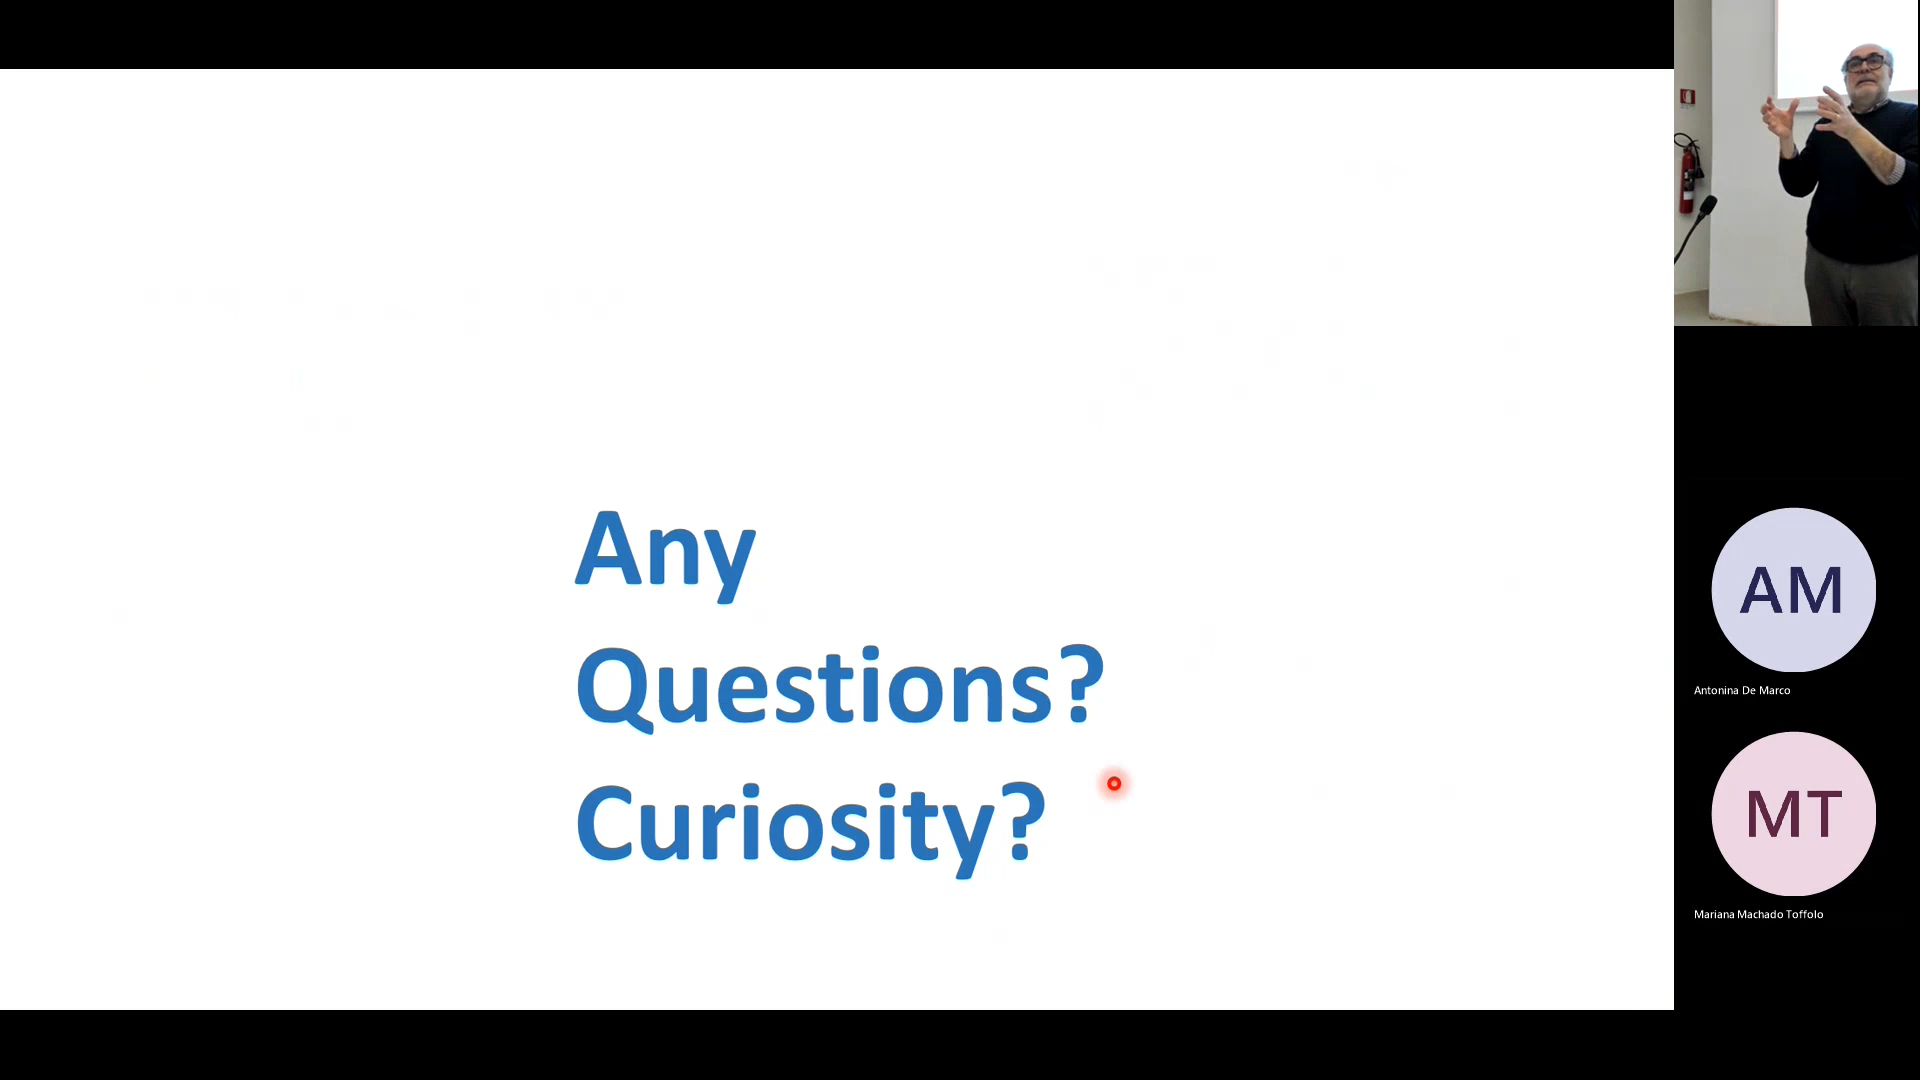 Any
Questions?
Curiosity?
AM
Antonina De Marco
MT
Mariana Machado Toffolo